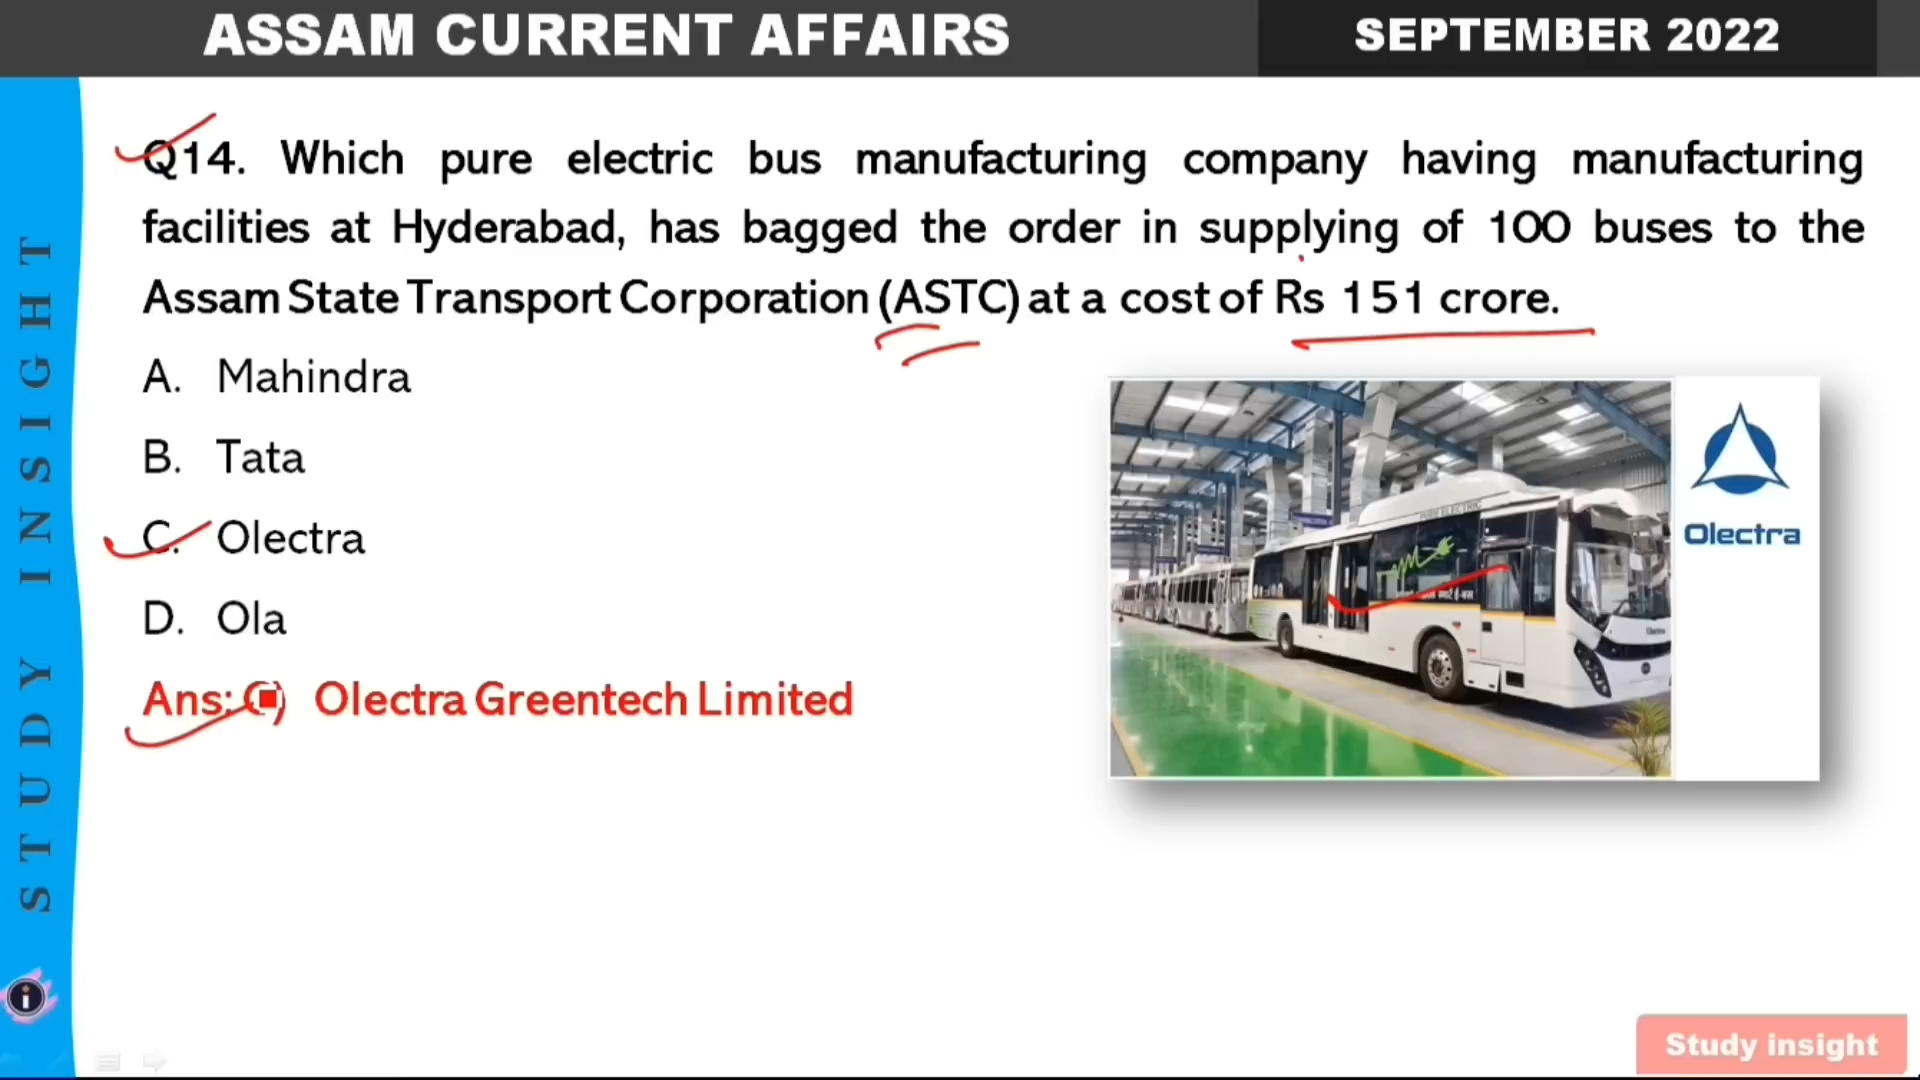 ASSAM CURRENT AFFAIRS
SEPTEMBER 2022
STUDY INSIGHT
Q14. Which pure electric bus manufacturing company having manufacturing
facilities at Hyderabad, has bagged the order in supplying of 100 buses to the
Assam State Transport Corporation (ASTC) at a cost of Rs 151 crore.
A. Mahindra
B. Tata
C. Olectra
D. Ola
Ans: C) Olectra Greentech Limited
PURE ELECTRIC
Olectra
Study insight